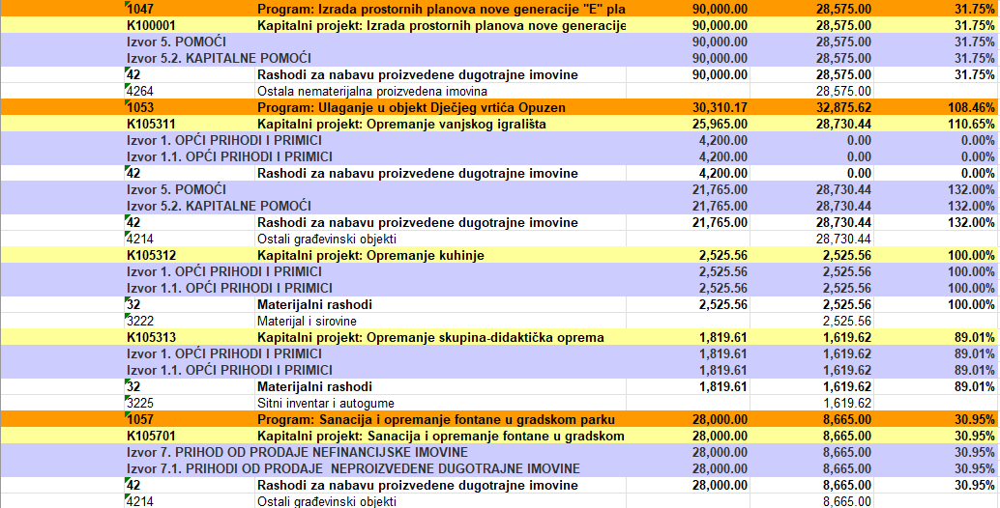 1047 Program: Izrada prostornih planova nove generacije "E" pla 90,000.00 28,575.00 31.75%
K100001 Kapitalni projekt: Izrada prostornih planova nove generacije 90,000.00 28,575.00 31.75%
Izvor 5. POMOĆI 90,000.00 28,575.00 31.75%
Izvor 5.2. KAPITALNE POMOĆI 90,000.00 28,575.00 31.75%
42 Rashodi za nabavu proizvedene dugotrajne imovine 90,000.00 28,575.00 31.75%
4264 Ostala nematerijalna proizvedena imovina 28,575.00
1053 Program: Ulaganje u objekt Dječjeg vrtića Opuzen 30,310.17 32,875.62 108.46%
K105311 Kapitalni projekt: Opremanje vanjskog igrališta 25,965.00 28,730.44 110.65%
Izvor 1. OPĆI PRIHODI I PRIMICI 4,200.00 0.00 0.00%
Izvor 1.1. OPĆI PRIHODI I PRIMICI 4,200.00 0.00 0.00%
42 Rashodi za nabavu proizvedene dugotrajne imovine 4,200.00 0.00 0.00%
Izvor 5. POMOĆI 21,765.00 28,730.44 132.00%
Izvor 5.2. KAPITALNE POMOĆI 21,765.00 28,730.44 132.00%
42 Rashodi za nabavu proizvedene dugotrajne imovine 21,765.00 28,730.44 132.00%
4214 Ostali građevinski objekti 28,730.44
K105312 Kapitalni projekt: Opremanje kuhinje 2,525.56 2,525.56 100.00%
Izvor 1. OPĆI PRIHODI I PRIMICI 2,525.56 2,525.56 100.00%
Izvor 1.1. OPĆI PRIHODI I PRIMICI 2,525.56 2,525.56 100.00%
32 Materijalni rashodi 2,525.56 2,525.56 100.00%
3222 Materijal i sirovine 2,525.56
K105313 Kapitalni projekt: Opremanje skupina-didaktička oprema 1,819.61 1,619.62 89.01%
Izvor 1. OPĆI PRIHODI I PRIMICI 1,819.61 1,619.62 89.01%
Izvor 1.1. OPĆI PRIHODI I PRIMICI 1,819.61 1,619.62 89.01%
32 Materijalni rashodi 1,819.61 1,619.62 89.01%
3225 Sitni inventar i autogume 1,619.62
1057 Program: Sanacija i opremanje fontane u gradskom parku 28,000.00 8,665.00 30.95%
K105701 Kapitalni projekt: Sanacija i opremanje fontane u gradskom 28,000.00 8,665.00 30.95%
Izvor 7. PRIHOD OD PRODAJE NEFINANCIJSKE IMOVINE 28,000.00 8,665.00 30.95%
Izvor 7.1. PRIHODI OD PRODAJE NEPROIZVEDENE DUGOTRAJNE IMOVINE 28,000.00 8,665.00 30.95%
42 Rashodi za nabavu proizvedene dugotrajne imovine 28,000.00 8,665.00 30.95%
4214 Ostali građevinski objekti 8,665.00